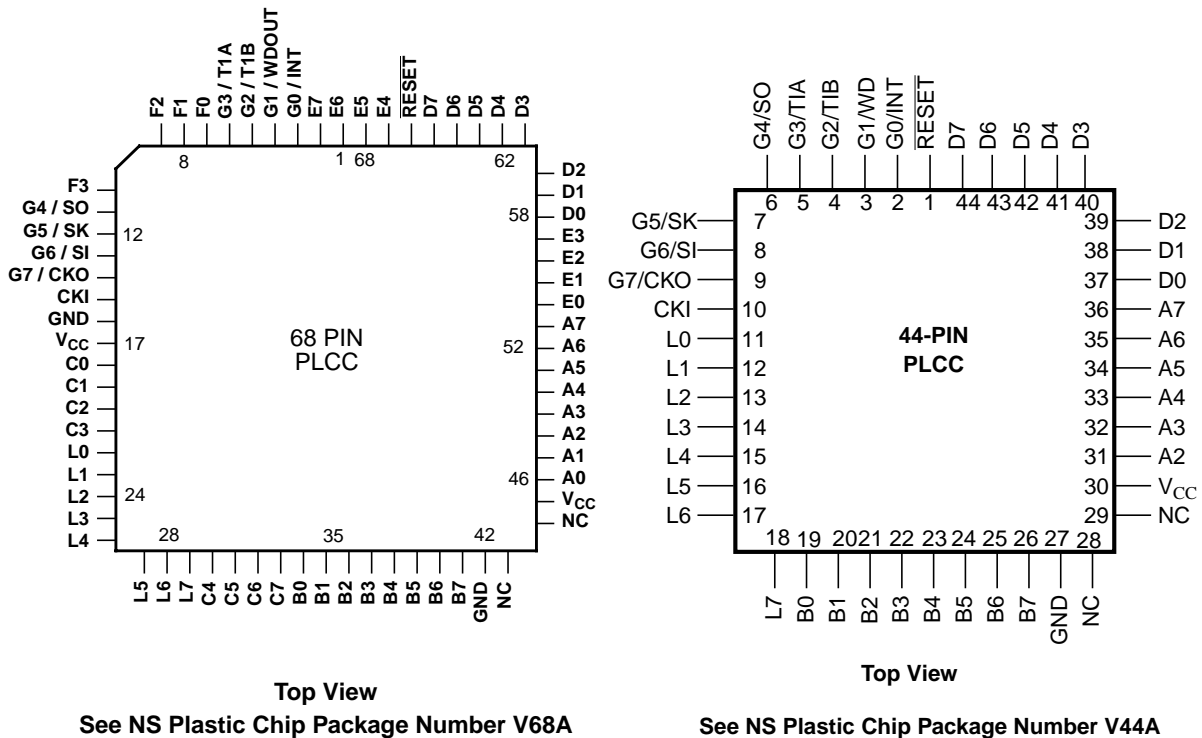 F2
F1
F0
G3 / T1A
G2 / T1B
G1 / WDOUT
G0 / INT
E7
E6
E5
E4
RESET
D7
D6
D5
D4
D3
8
1
68
62
F3
G4 / SO
G5 / SK
G6 / SI
G7 / CKO
CKI
GND
VCC
C0
C1
C2
C3
L0
L1
L2
L3
L4
12
17
24
68 PIN
PLCC
D2
D1
D0
E3
E2
E1
E0
A7
A6
A5
A4
A3
A2
A1
A0
VCC
NC
58
52
46
28
35
42
L5
L6
L7
C4
C5
C6
C7
B0
B1
B2
B3
B4
B5
B6
B7
GND
NC
Top View
See NS Plastic Chip Package Number V68A
G4/SO
G3/TIA
G2/TIB
G1/WD
G0/INT
RESET
D7
D6
D5
D4
D3
6
5
4
3
2
1
44
43
42
41
40
G5/SK 7
G6/SI 8
G7/CKO 9
CKI 10
L0 11
L1 12
L2 13
L3 14
L4 15
L5 16
L6 17
44-PIN
PLCC
39 D2
38 D1
37 D0
36 A7
35 A6
34 A5
33 A4
32 A3
31 A2
30 VCC
29 NC
18
19
20
21
22
23
24
25
26
27
28
L7
B0
B1
B2
B3
B4
B5
B6
B7
GND
NC
Top View
See NS Plastic Chip Package Number V44A